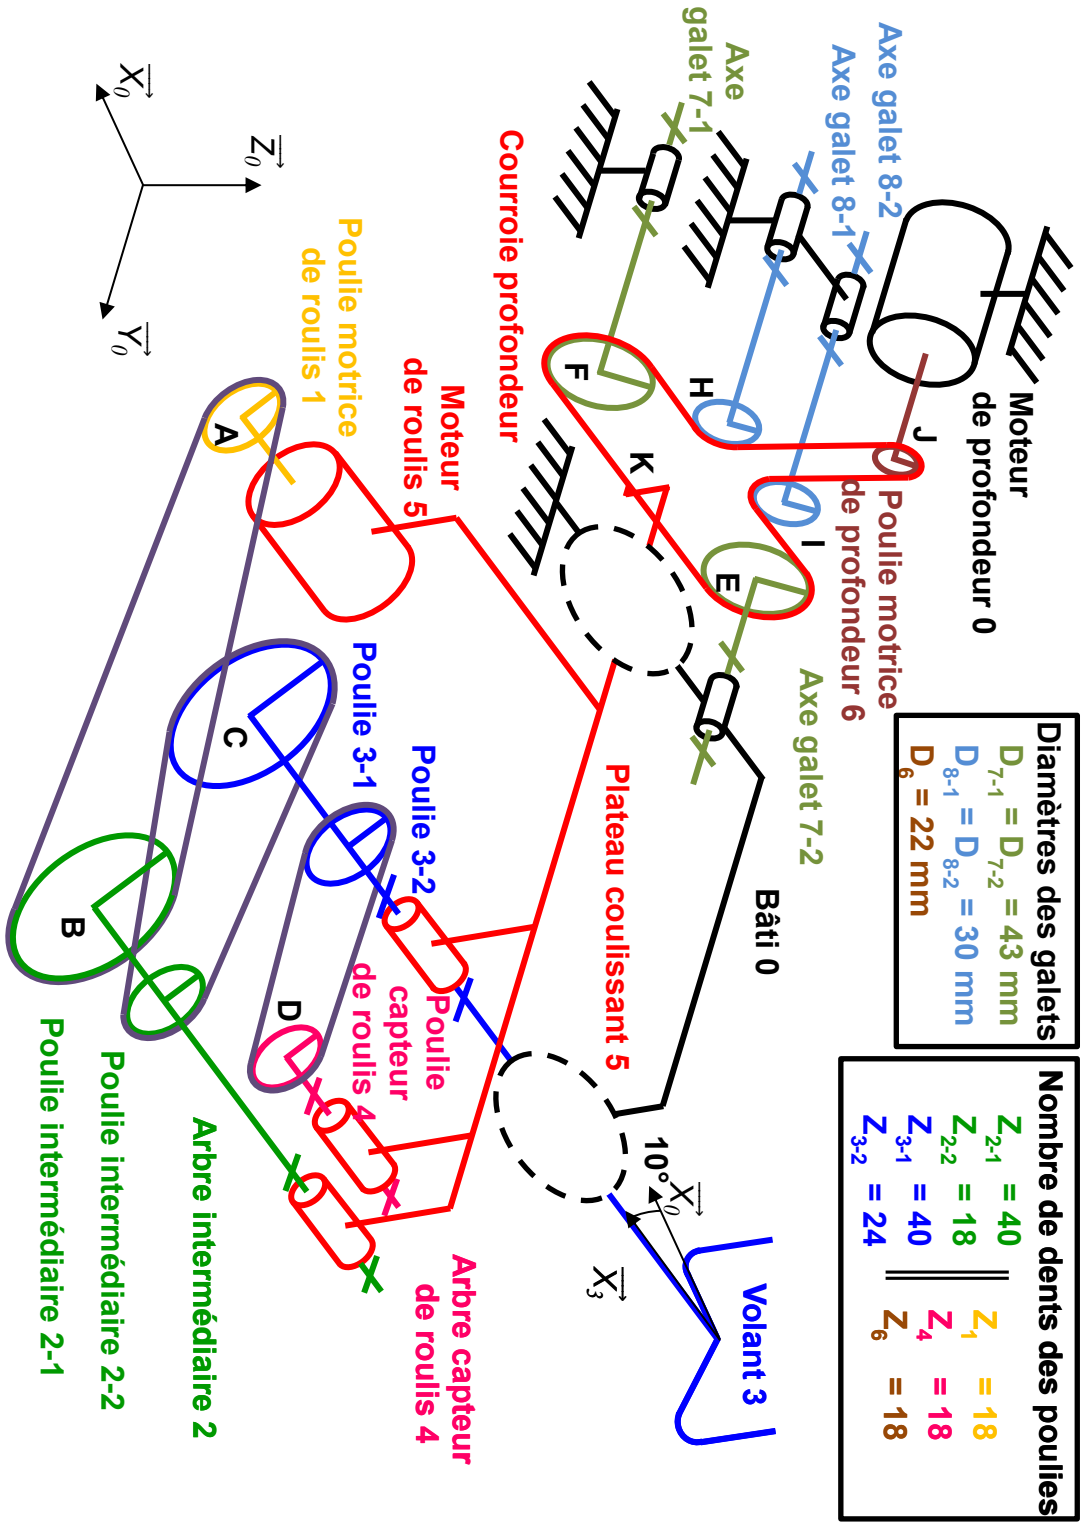 Diamètres des galets
D7-1 = D7-2 = 43 mm
D8-1 = D8-2 = 30 mm
D6 = 22 mm
Nombre de dents des poulies
Z2-1 = 40
Z2-2 = 18
Z3-1 = 40
Z3-2 = 24
Z1 = 18
Z4 = 18
Z6 = 18
Moteur
de profondeur 0
Axe galet 8-2
Axe galet 8-1
Axe
galet 7-1
J
Poulie motrice
de profondeur 6
H
I
F
K
E
Axe galet 7-2
Courroie profondeur
Bâti 0
Volant 3
10°
X0
X3
Moteur
de roulis 5
Plateau coulissant 5
Poulie motrice
de roulis 1
Z0
X0
Y0
A
Poulie 3-2
Poulie 3-1
C
Poulie
capteur
de roulis 4
D
B
Arbre capteur
de roulis 4
Arbre intermédiaire 2
Poulie intermédiaire 2-2
Poulie intermédiaire 2-1